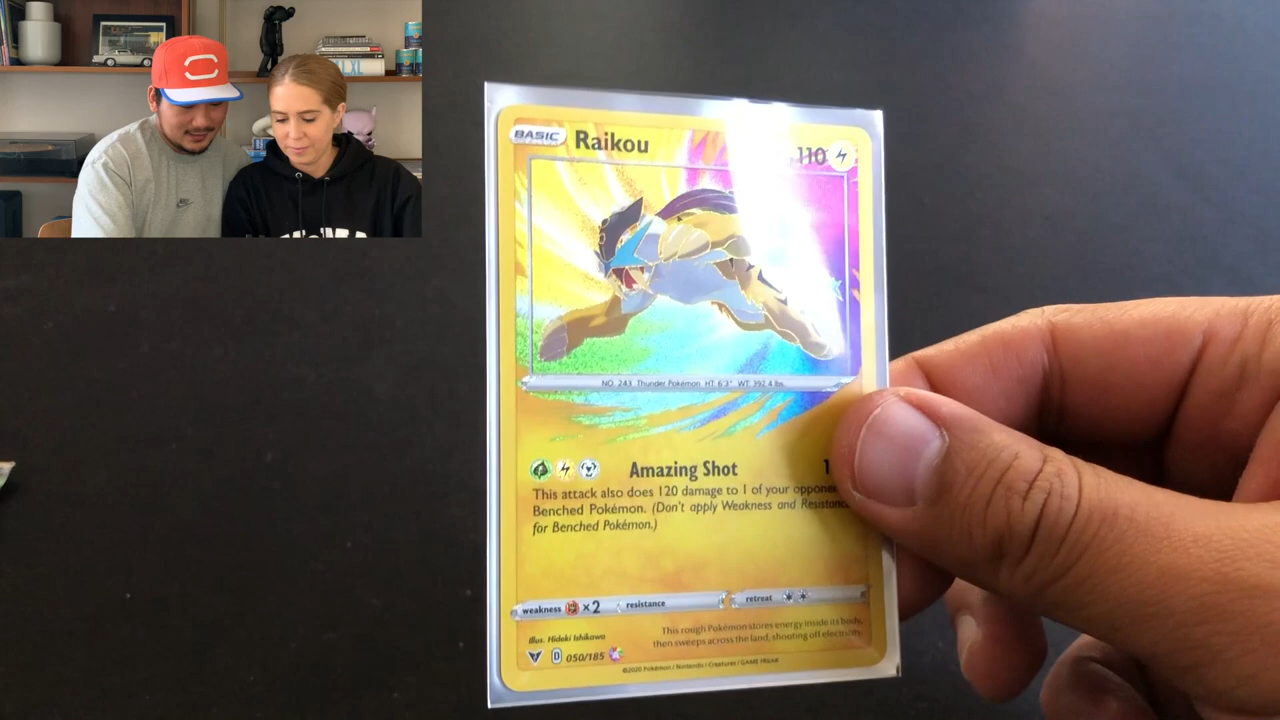 BASIC Raikou 110
NO. 243 Thunder Pokémon HT: 6'3" WT: 392.4 lbs.
Amazing Shot
This attack also does 120 damage to 1 of your
Benched Pokémon. (Don't apply Weakness and
for Benched Pokémon.)
weakness ×2 resistance retreat
Illus. Hideki Ishikawa
This rough Pokémon stores energy inside its body,
then sweeps across the land, shooting off electricity.
D 050/185
©2020 Pokémon / Nintendo / Creatures / GAME FREAK